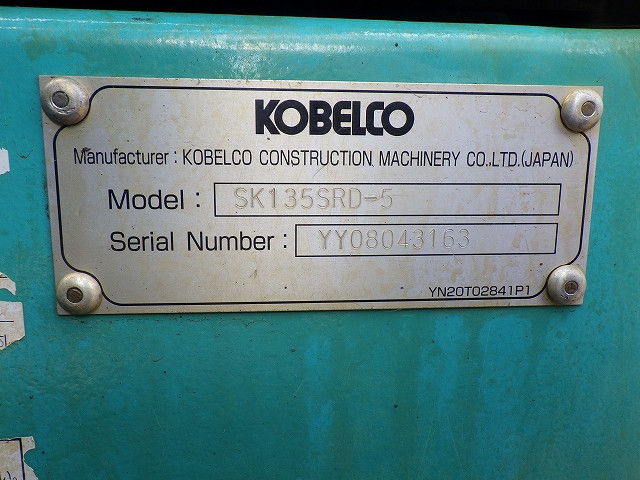 KOBELCO
Manufacturer : KOBELCO CONSTRUCTION MACHINERY CO.,LTD.(JAPAN)
Model : SK135SRD-5
Serial Number : YY08043163
YN20T02841P1